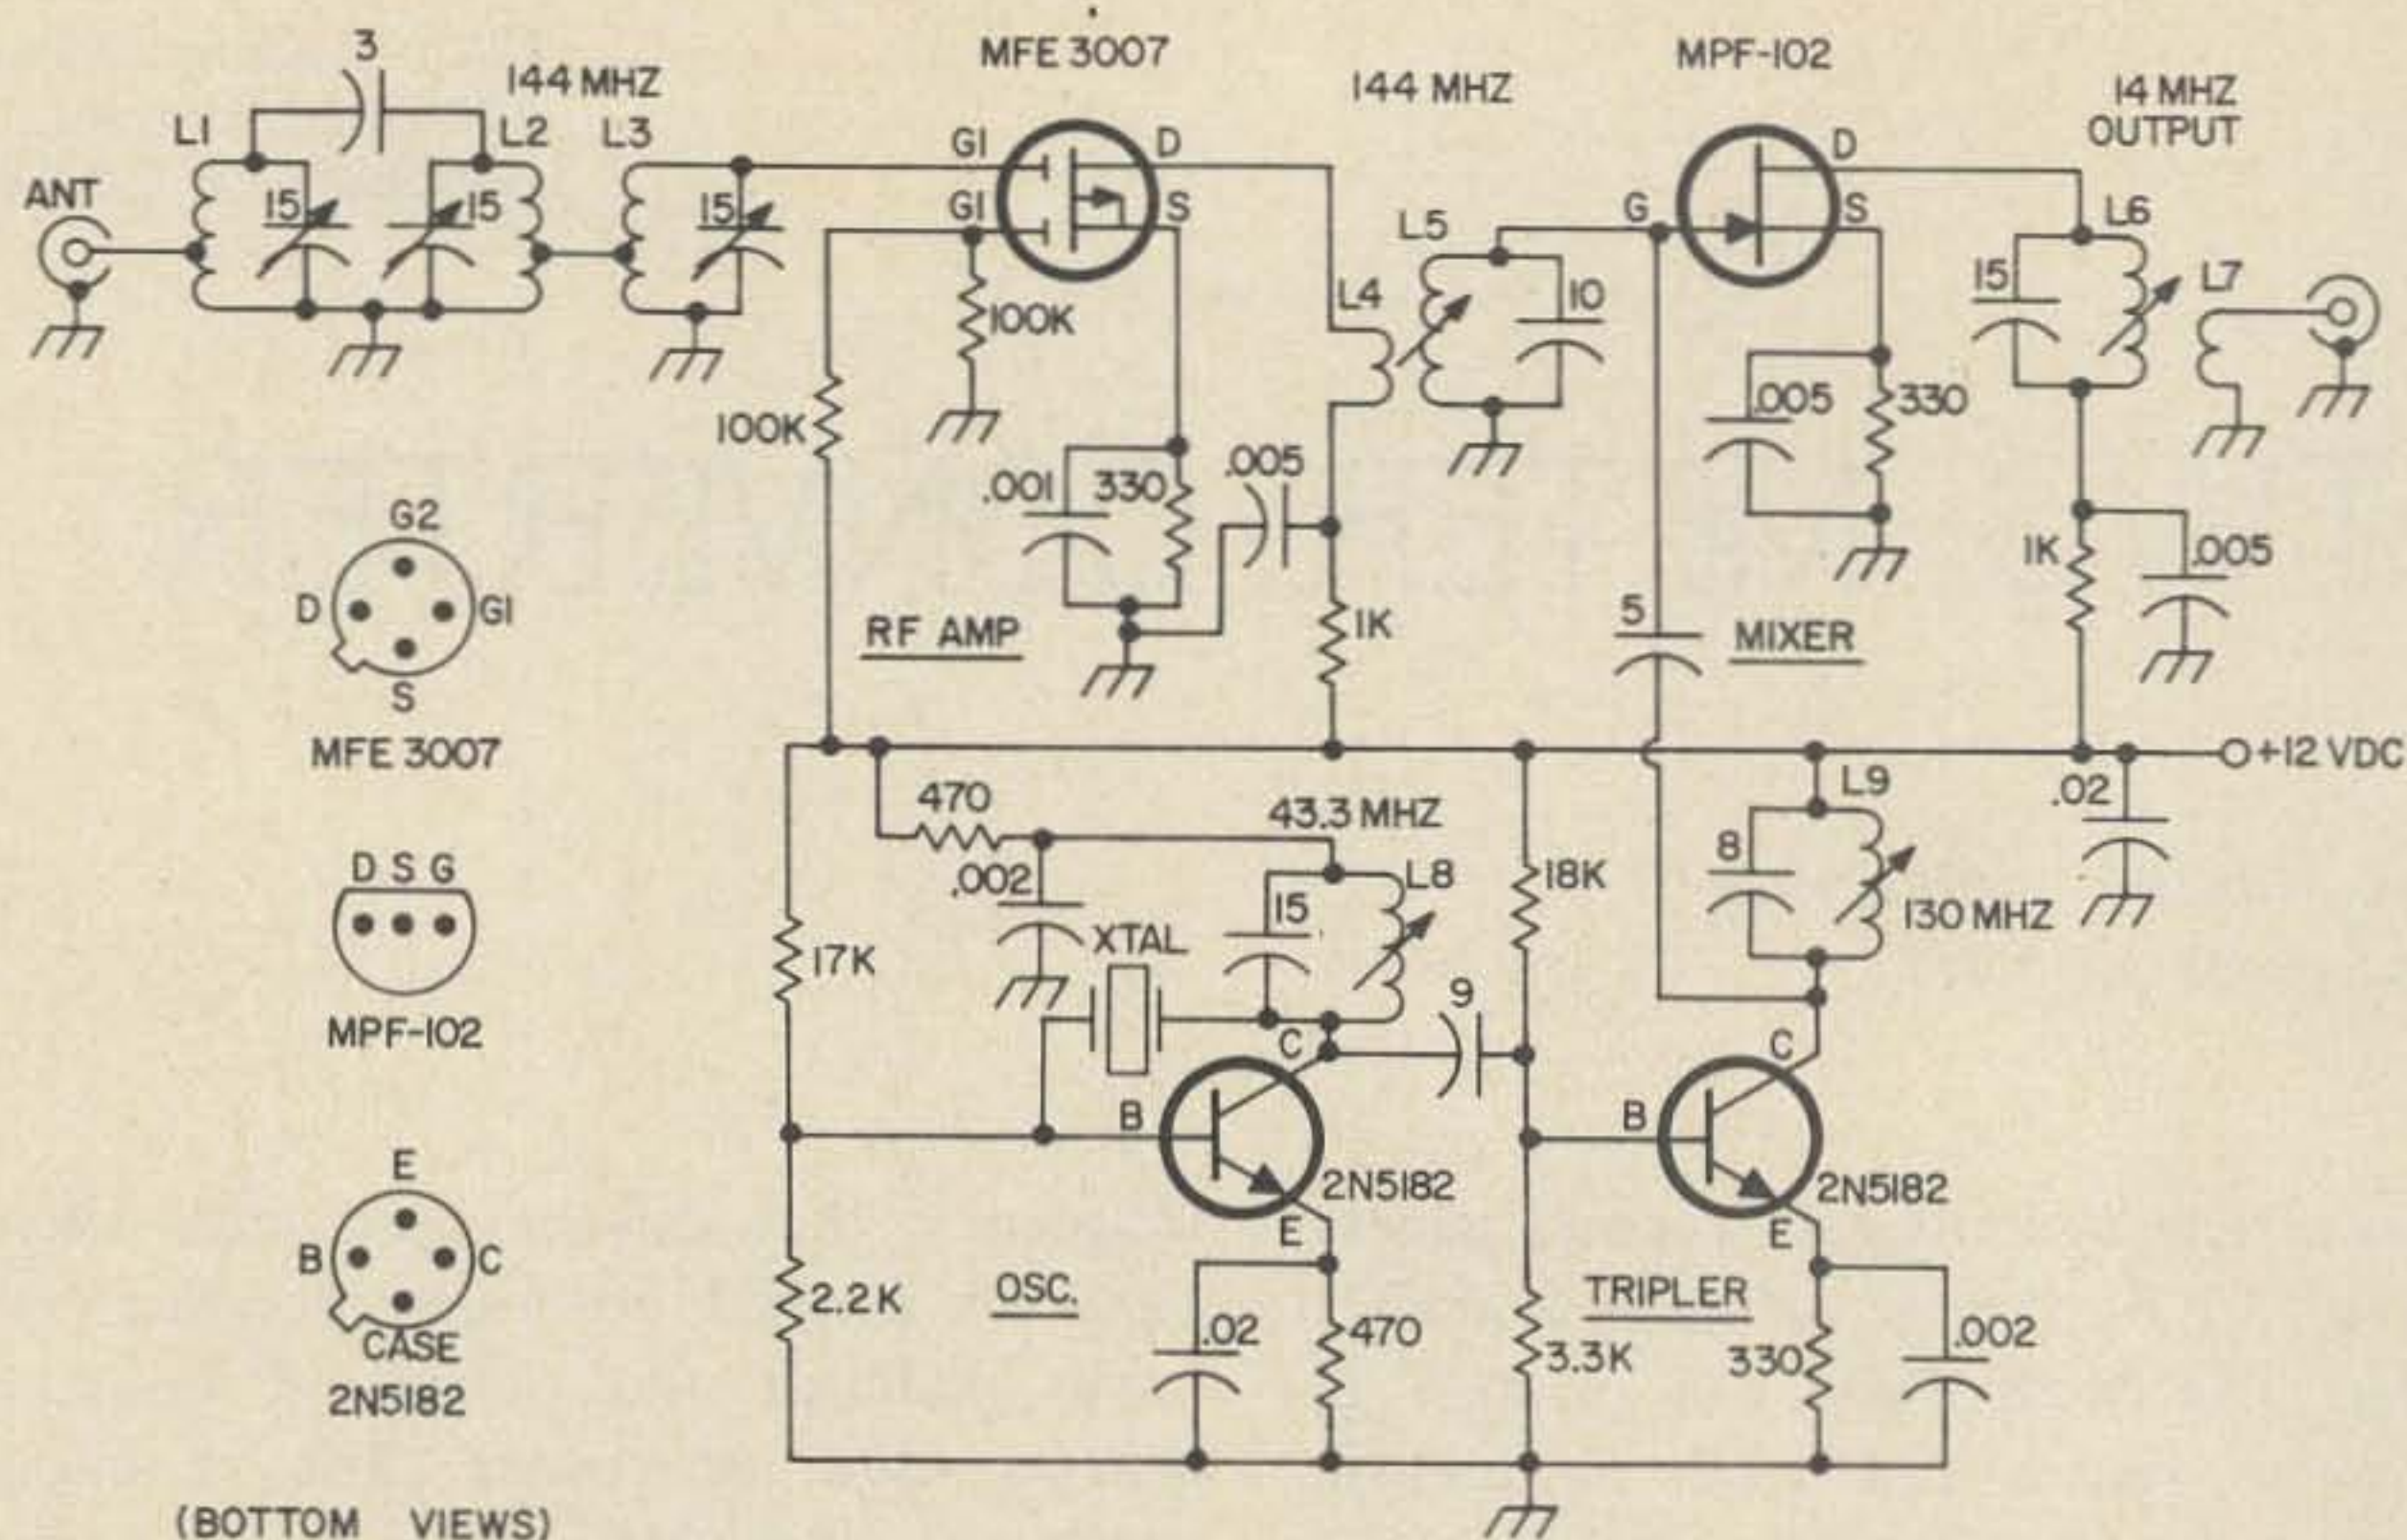 3
144 MHZ
MFE 3007
144 MHZ
MPF-102
14 MHZ
OUTPUT
L1
L2
L3
ANT
15
15
15
G1
G1
D
S
L5
G
D
S
L6
L7
100K
100K
L4
10
15
.001
330
.005
.005
330
1K
1K
.005
RF AMP
5
MIXER
G2
D
G1
S
MFE 3007
+12 VDC
470
43.3 MHZ
L9
.02
.002
L8
8
D S G
15
18K
130 MHZ
MPF-102
17K
XTAL
9
C
C
B
B
2N5182
2N5182
E
E
E
B
C
CASE
2N5182
2.2K
OSC.
.02
470
TRIPLER
3.3K
330
.002
(BOTTOM VIEWS)